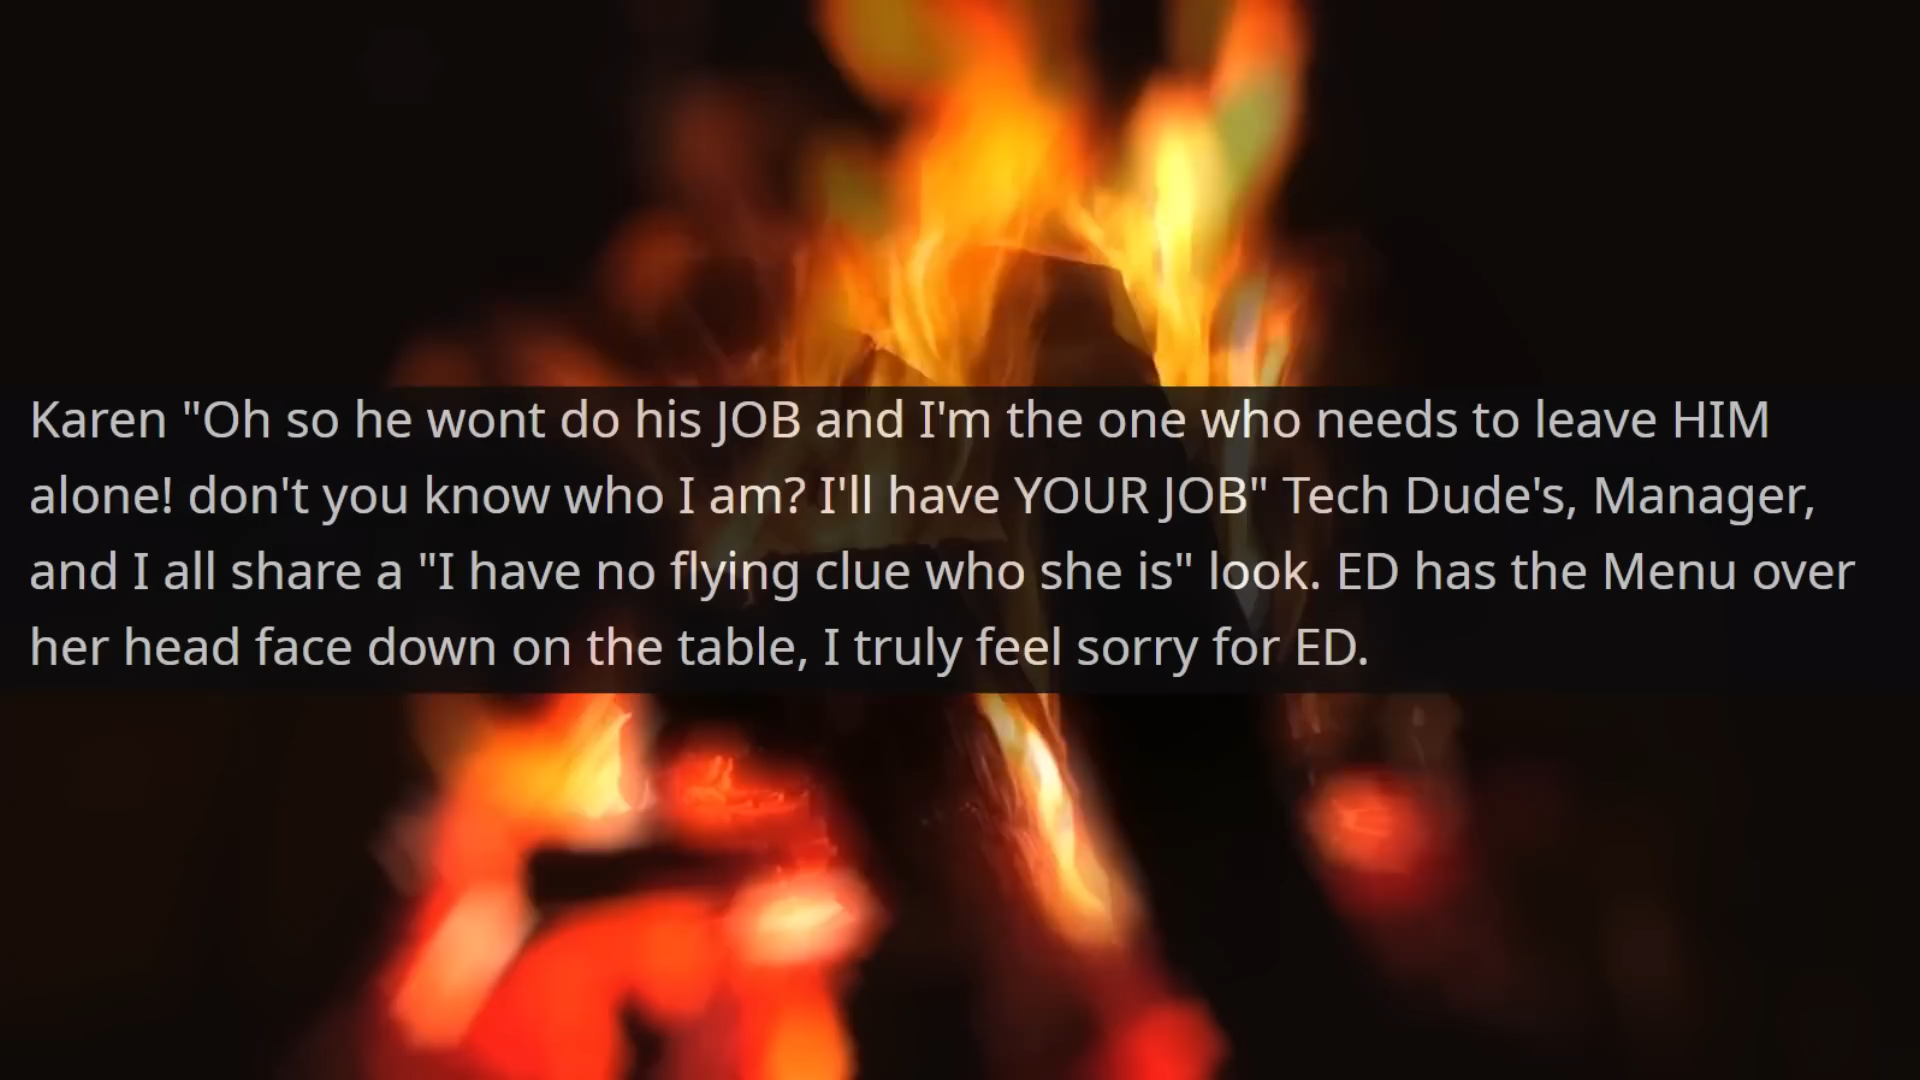 Karen "Oh so he wont do his JOB and I'm the one who needs to leave HIM
alone! don't you know who I am? I'll have YOUR JOB" Tech Dude's, Manager,
and I all share a "I have no flying clue who she is" look. ED has the Menu over
her head face down on the table, I truly feel sorry for ED.